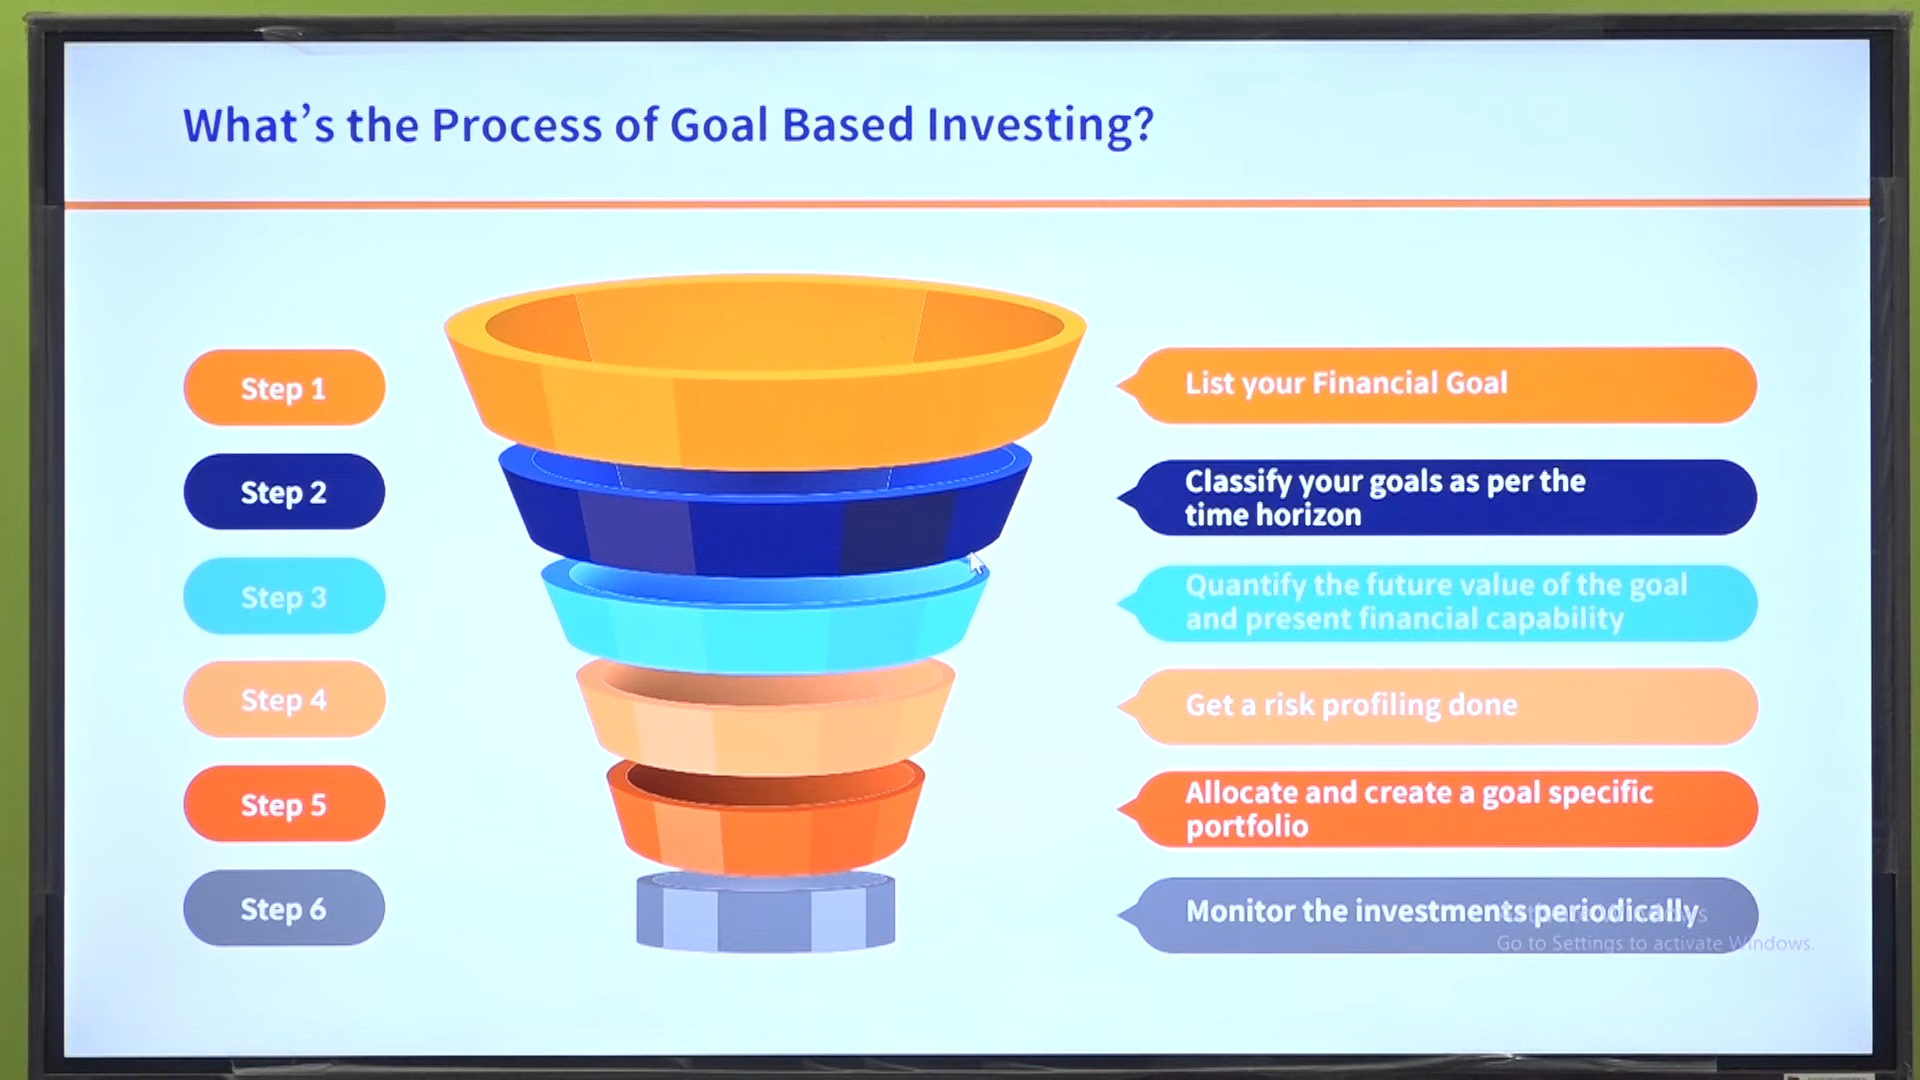 What's the Process of Goal Based Investing?
Step 1
List your Financial Goal
Step 2
Classify your goals as per the
time horizon
Step 3
Quantify the future value of the goal
and present financial capability
Step 4
Get a risk profiling done
Step 5
Allocate and create a goal specific
portfolio
Step 6
Monitor the investments periodically
Activate Windows
Go to Settings to activate Windows.